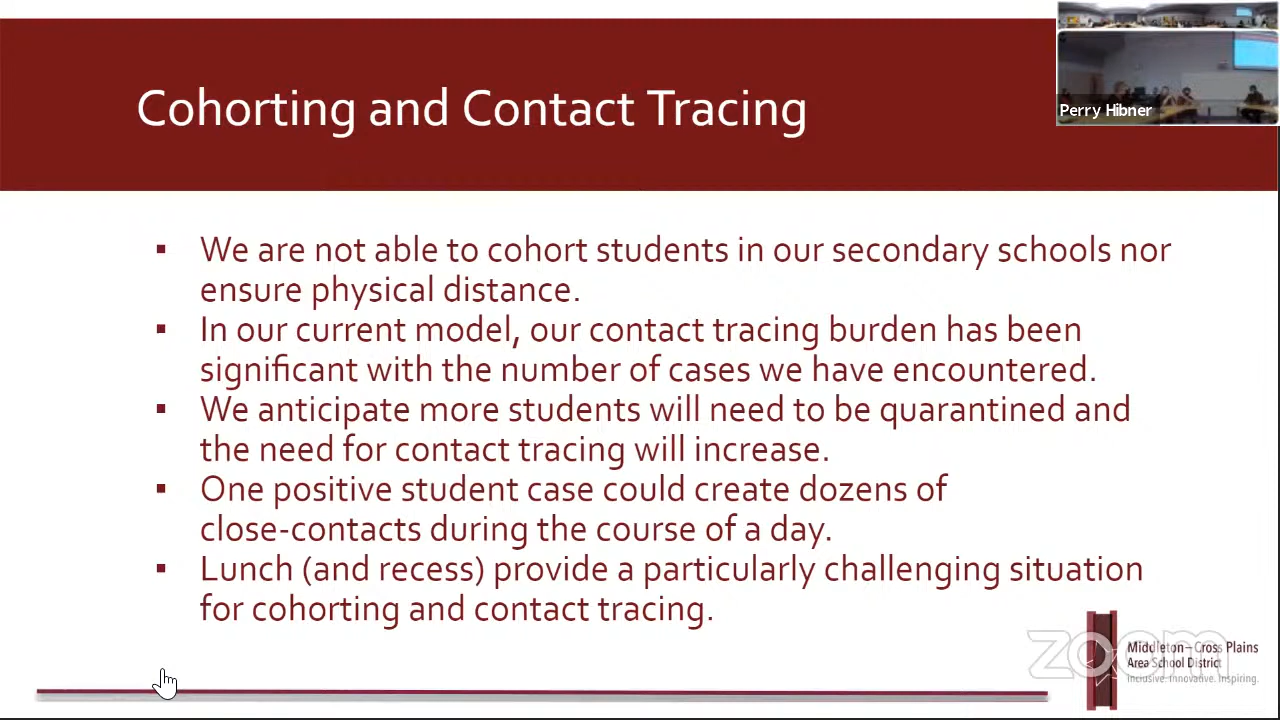 Cohorting and Contact Tracing
Perry Hibner
▪ We are not able to cohort students in our secondary schools nor
ensure physical distance.
▪ In our current model, our contact tracing burden has been
significant with the number of cases we have encountered.
▪ We anticipate more students will need to be quarantined and
the need for contact tracing will increase.
▪ One positive student case could create dozens of
close-contacts during the course of a day.
▪ Lunch (and recess) provide a particularly challenging situation
for cohorting and contact tracing.
zoom
Middleton–Cross Plains
Area School District
Inclusive. Innovative. Inspiring.